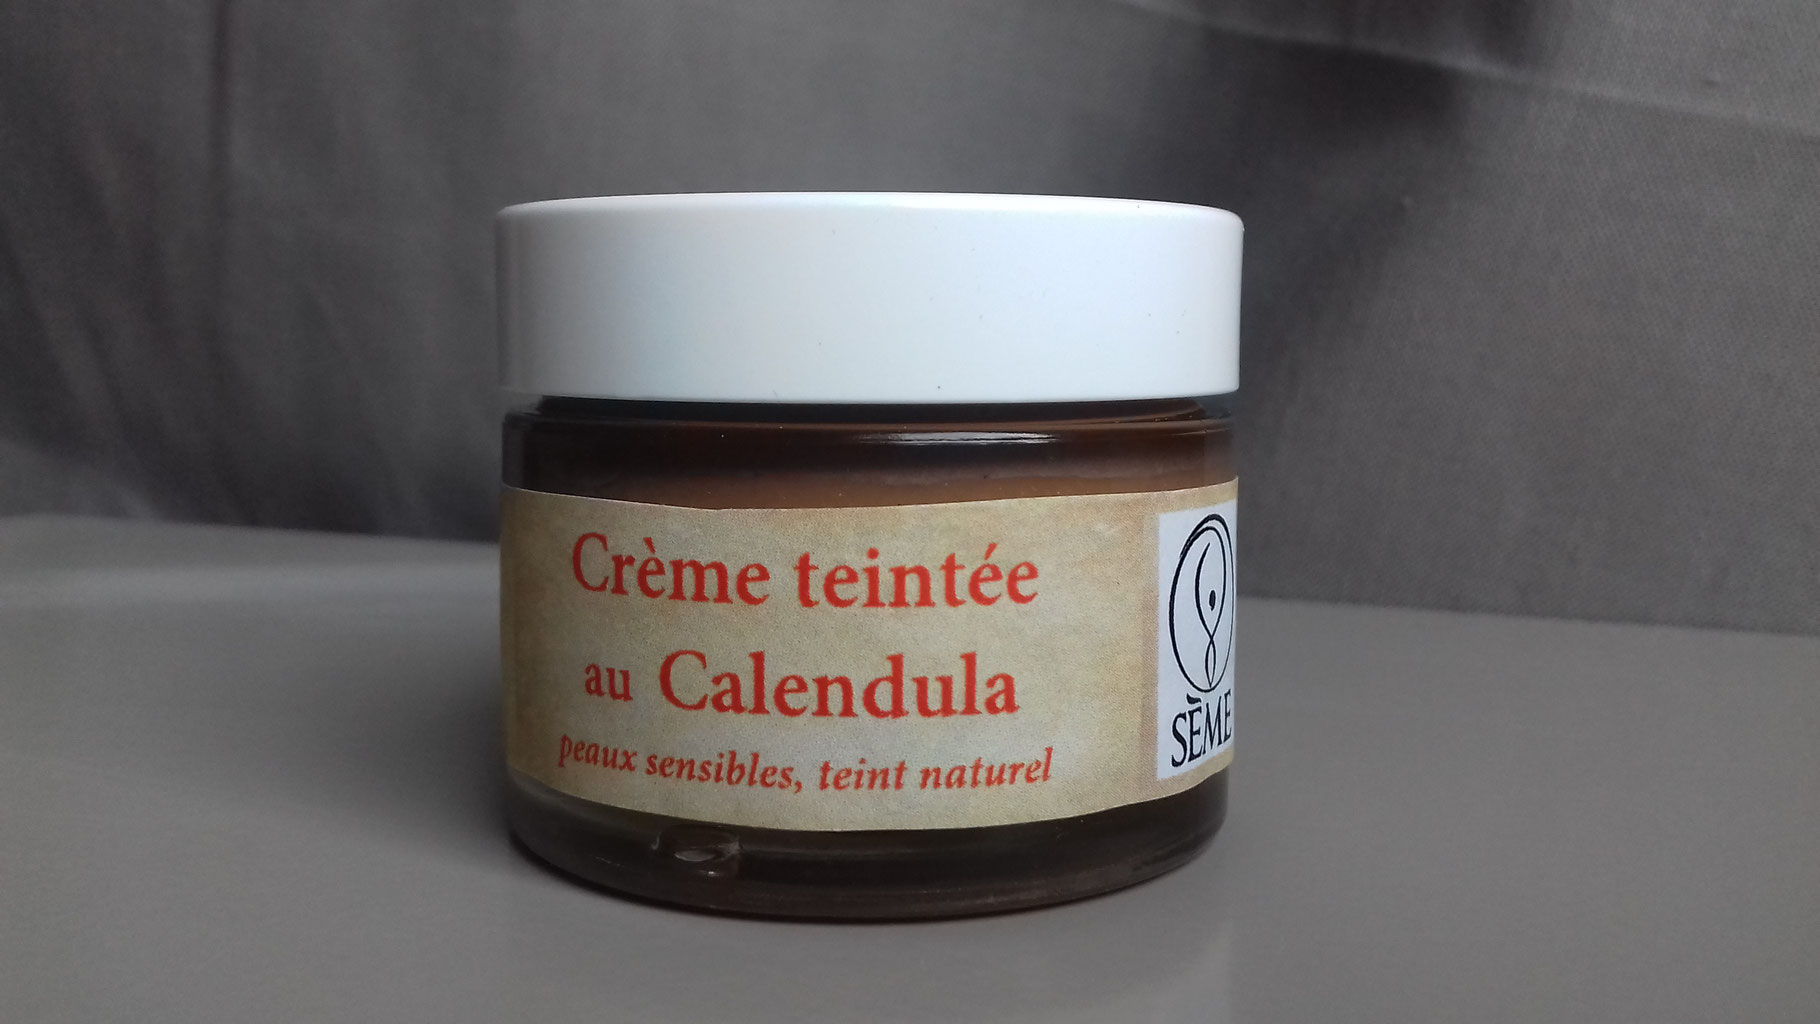 Crème teintée
au Calendula
peaux sensibles, teint naturel
SÈME